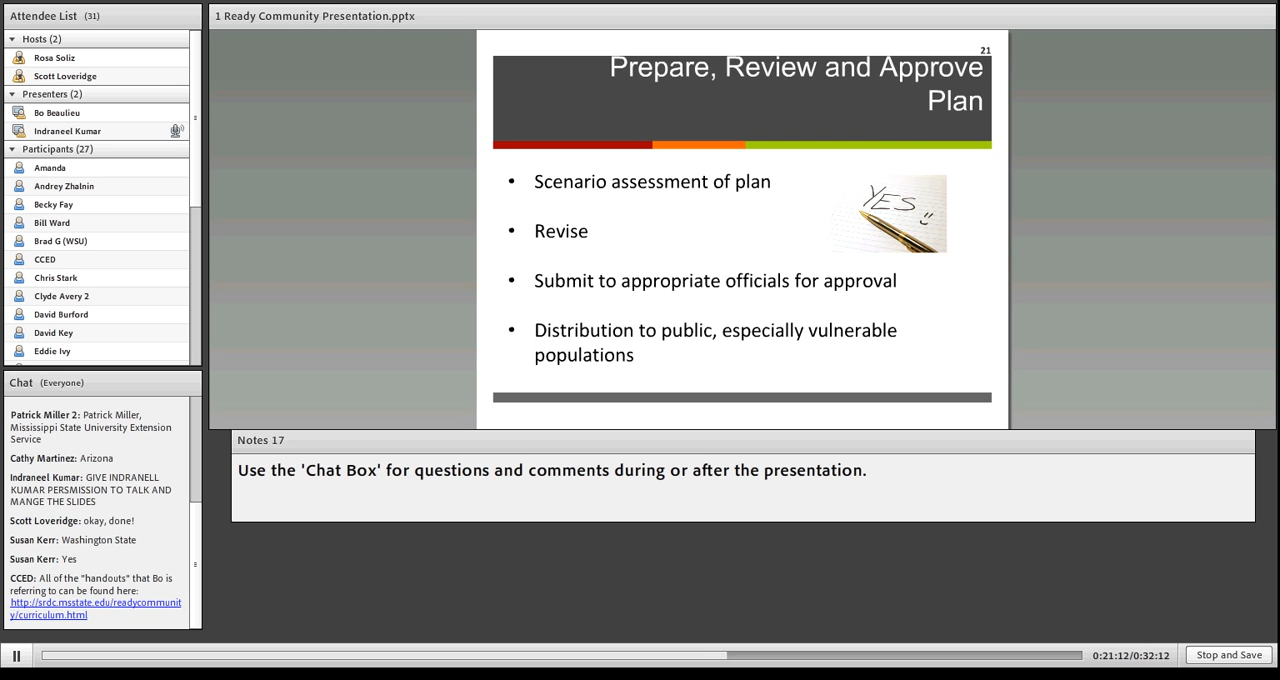 Attendee List (31)
Hosts (2)
Rosa Soliz
Scott Loveridge
Presenters (2)
Bo Beaulieu
Indraneel Kumar
Participants (27)
Amanda
Andrey Zhalnin
Becky Fay
Bill Ward
Brad G (WSU)
CCED
Chris Stark
Clyde Avery 2
David Burford
David Key
Eddie Ivy
Chat (Everyone)
Patrick Miller 2: Patrick Miller,
Mississippi State University Extension
Service
Cathy Martinez: Arizona
Indraneel Kumar: GIVE INDRANELL
KUMAR PERSMISSION TO TALK AND
MANGE THE SLIDES
Scott Loveridge: okay, done!
Susan Kerr: Washington State
Susan Kerr: Yes
CCED: All of the "handouts" that Bo is
referring to can be found here:
http://srdc.msstate.edu/readycommunit
y/curriculum.html
1 Ready Community Presentation.pptx
21
Prepare, Review and Approve
Plan
• Scenario assessment of plan
YES
• Revise
• Submit to appropriate officials for approval
• Distribution to public, especially vulnerable
populations
Notes 17
Use the 'Chat Box' for questions and comments during or after the presentation.
0:21:12/0:32:12
Stop and Save